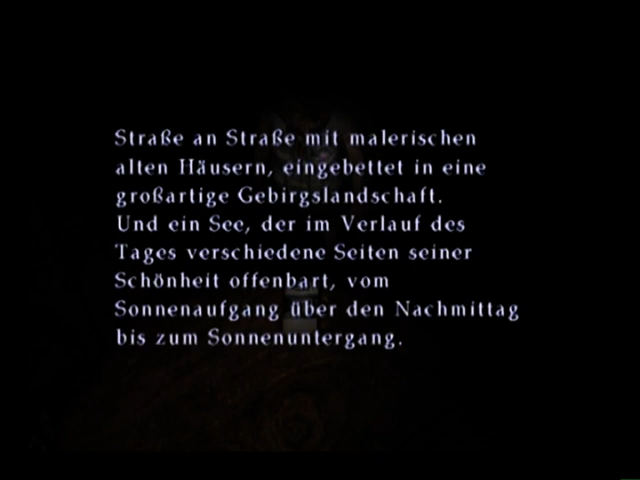 Straße an Straße mit malerischen
alten Häusern, eingebettet in eine
großartige Gebirgslandschaft.
Und ein See, der im Verlauf des
Tages verschiedene Seiten seiner
Schönheit offenbart, vom
Sonnenaufgang über den Nachmittag
bis zum Sonnenuntergang.